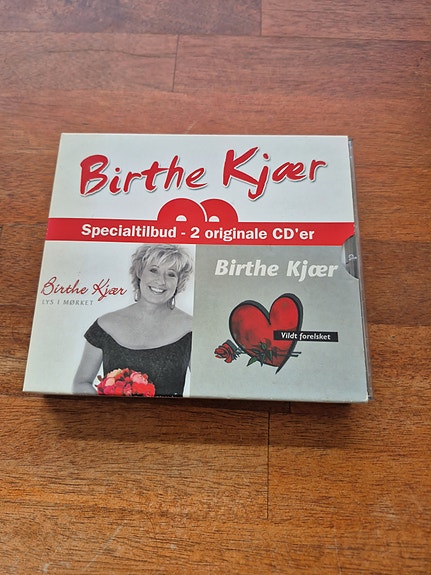 Birthe Kjær
Specialtilbud - 2 originale CD'er
Birthe Kjær
LYS I MØRKET
Birthe Kjær
Vildt forelsket